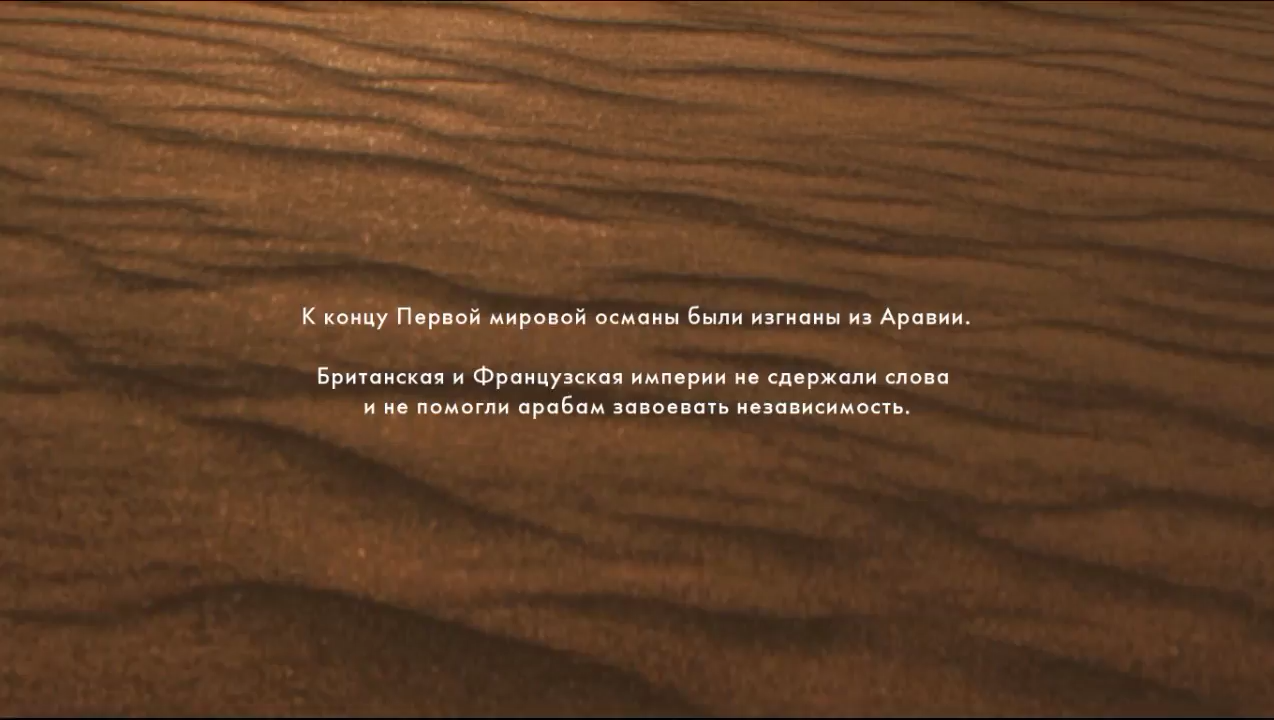 К концу Первой мировой османы были изгнаны из Аравии.
Британская и Французская империи не сдержали слова
и не помогли арабам завоевать независимость.